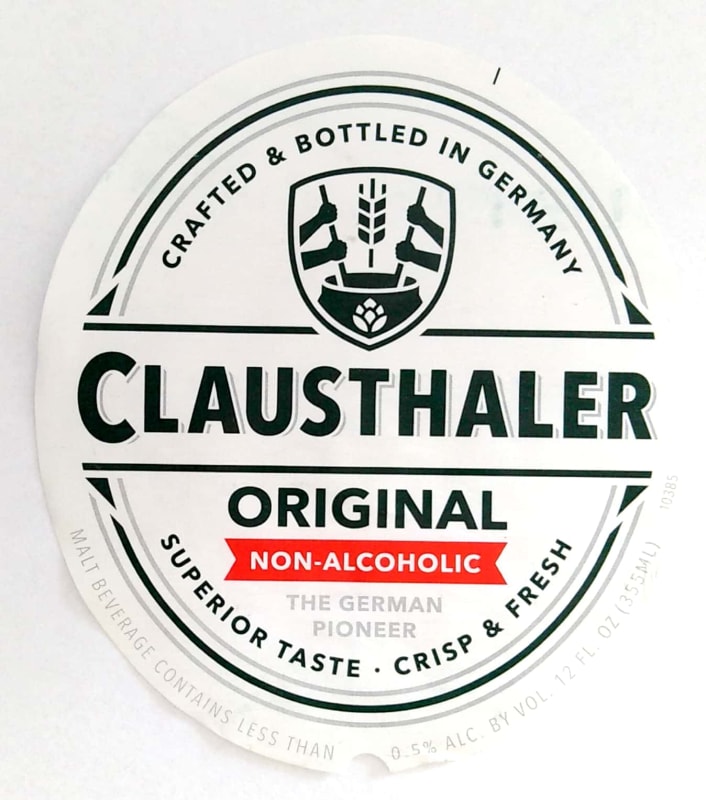 CRAFTED & BOTTLED IN GERMANY
CLAUSTHALER
ORIGINAL
NON-ALCOHOLIC
THE GERMAN
PIONEER
SUPERIOR TASTE · CRISP & FRESH
MALT BEVERAGE CONTAINS LESS THAN 0.5% ALC. BY VOL. 12 FL. OZ (355ML)
10385